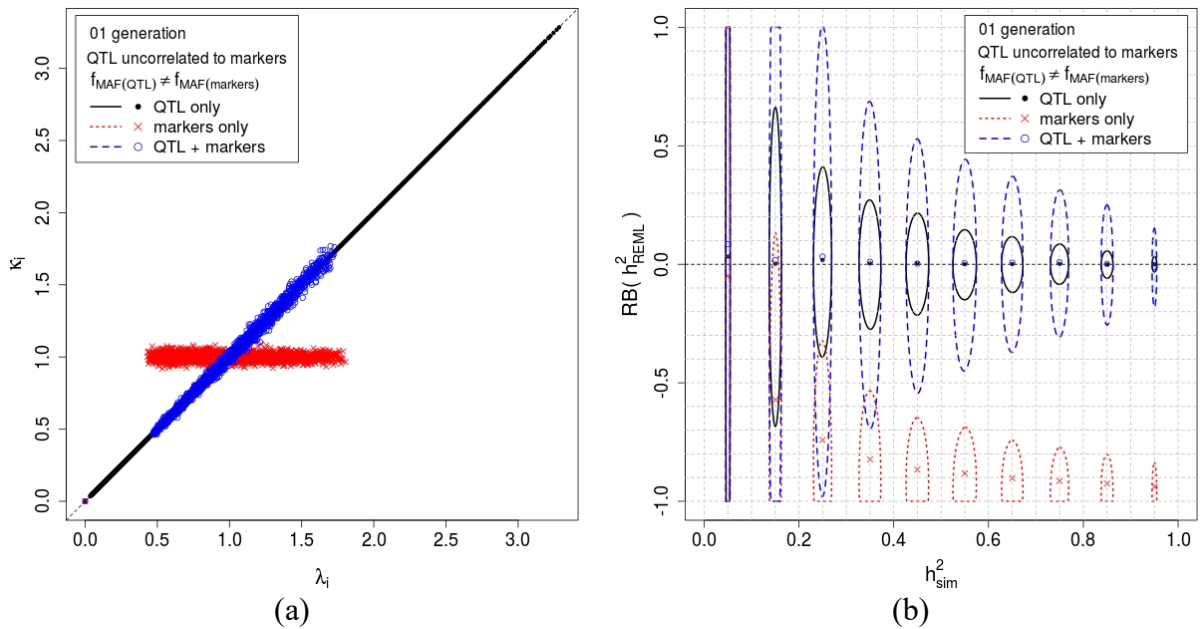 01 generation
QTL uncorrelated to markers
fMAF(QTL) ≠ fMAF(markers)
QTL only
markers only
QTL + markers
κi
3.0
2.5
2.0
1.5
1.0
0.5
0.0
0.0 0.5 1.0 1.5 2.0 2.5 3.0
λi
(a)
01 generation
QTL uncorrelated to markers
fMAF(QTL) ≠ fMAF(markers)
QTL only
markers only
QTL + markers
RB( h²REML)
1.0
0.5
0.0
-0.5
-1.0
0.0 0.2 0.4 0.6 0.8 1.0
h²sim
(b)